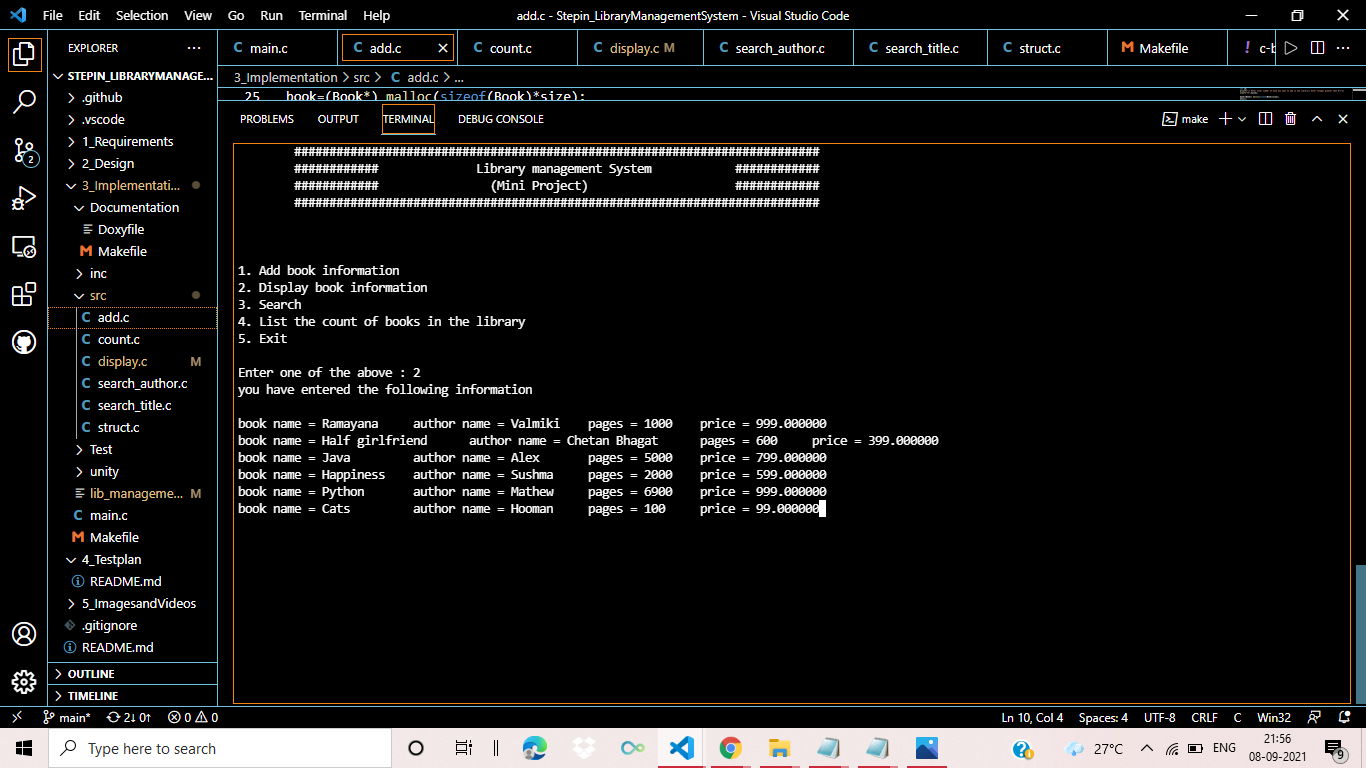 File Edit Selection View Go Run Terminal Help add.c - Stepin_LibraryManagementSystem - Visual Studio Code
EXPLORER ···
STEPIN_LIBRARYMANAGE...
.github
.vscode
1_Requirements
2_Design
3_Implementati...
Documentation
Doxyfile
M Makefile
inc
src
C add.c
C count.c
C display.c M
C search_author.c
C search_title.c
C struct.c
Test
unity
lib_manageme... M
C main.c
M Makefile
4_Testplan
README.md
5_ImagesandVideos
.gitignore
README.md
OUTLINE
TIMELINE
C main.c C add.c C count.c C display.c M C search_author.c C search_title.c C struct.c M Makefile ! c-b
3_Implementation > src > C add.c > ...
25 book=(Book*) malloc(sizeof(Book)*size);
PROBLEMS OUTPUT TERMINAL DEBUG CONSOLE make
###########################################################################
############ Library management System ############
############ (Mini Project) ############
###########################################################################
1. Add book information
2. Display book information
3. Search
4. List the count of books in the library
5. Exit
Enter one of the above : 2
you have entered the following information
book name = Ramayana author name = Valmiki pages = 1000 price = 999.000000
book name = Half girlfriend author name = Chetan Bhagat pages = 600 price = 399.000000
book name = Java author name = Alex pages = 5000 price = 799.000000
book name = Happiness author name = Sushma pages = 2000 price = 599.000000
book name = Python author name = Mathew pages = 6900 price = 999.000000
book name = Cats author name = Hooman pages = 100 price = 99.000000
2
main* 2↓ 0↑ 0 0 Ln 10, Col 4 Spaces: 4 UTF-8 CRLF C Win32
Type here to search 27°C ENG 21:56
08-09-2021 9